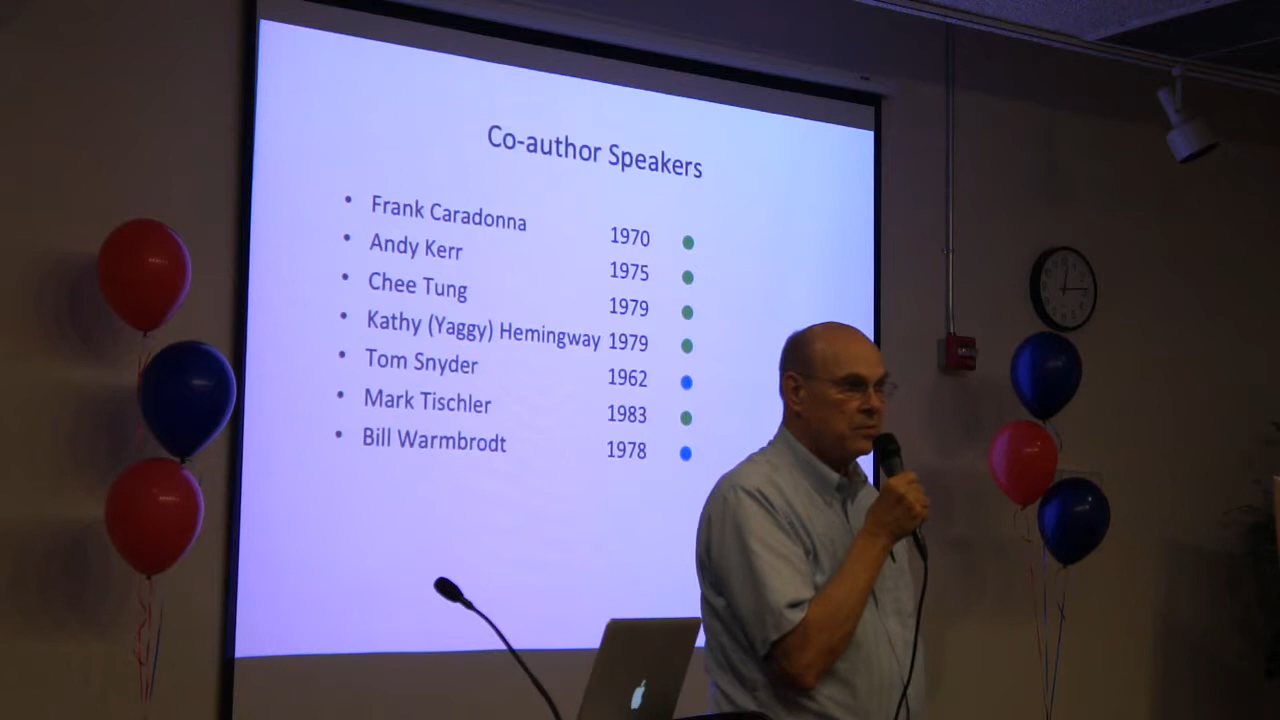 Co-author Speakers
• Frank Caradonna 1970
• Andy Kerr 1975
• Chee Tung 1979
• Kathy (Yaggy) Hemingway 1979
• Tom Snyder 1962
• Mark Tischler 1983
• Bill Warmbrodt 1978